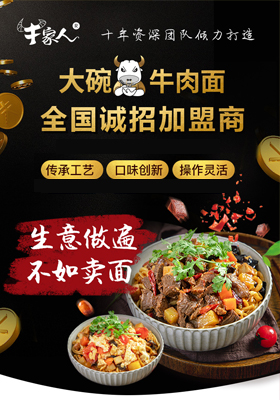 牛家人
十年资深团队倾力打造
大碗牛肉面
全国诚招加盟商
传承工艺 口味创新 操作灵活
生意做遍
不如卖面